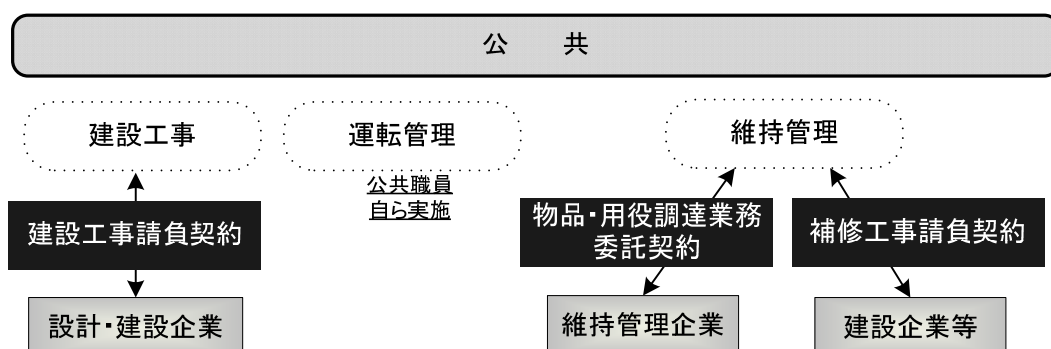 公　共
建設工事
運転管理
維持管理
公共職員
自ら実施
建設工事請負契約
物品・用役調達業務
委託契約
補修工事請負契約
設計・建設企業
維持管理企業
建設企業等